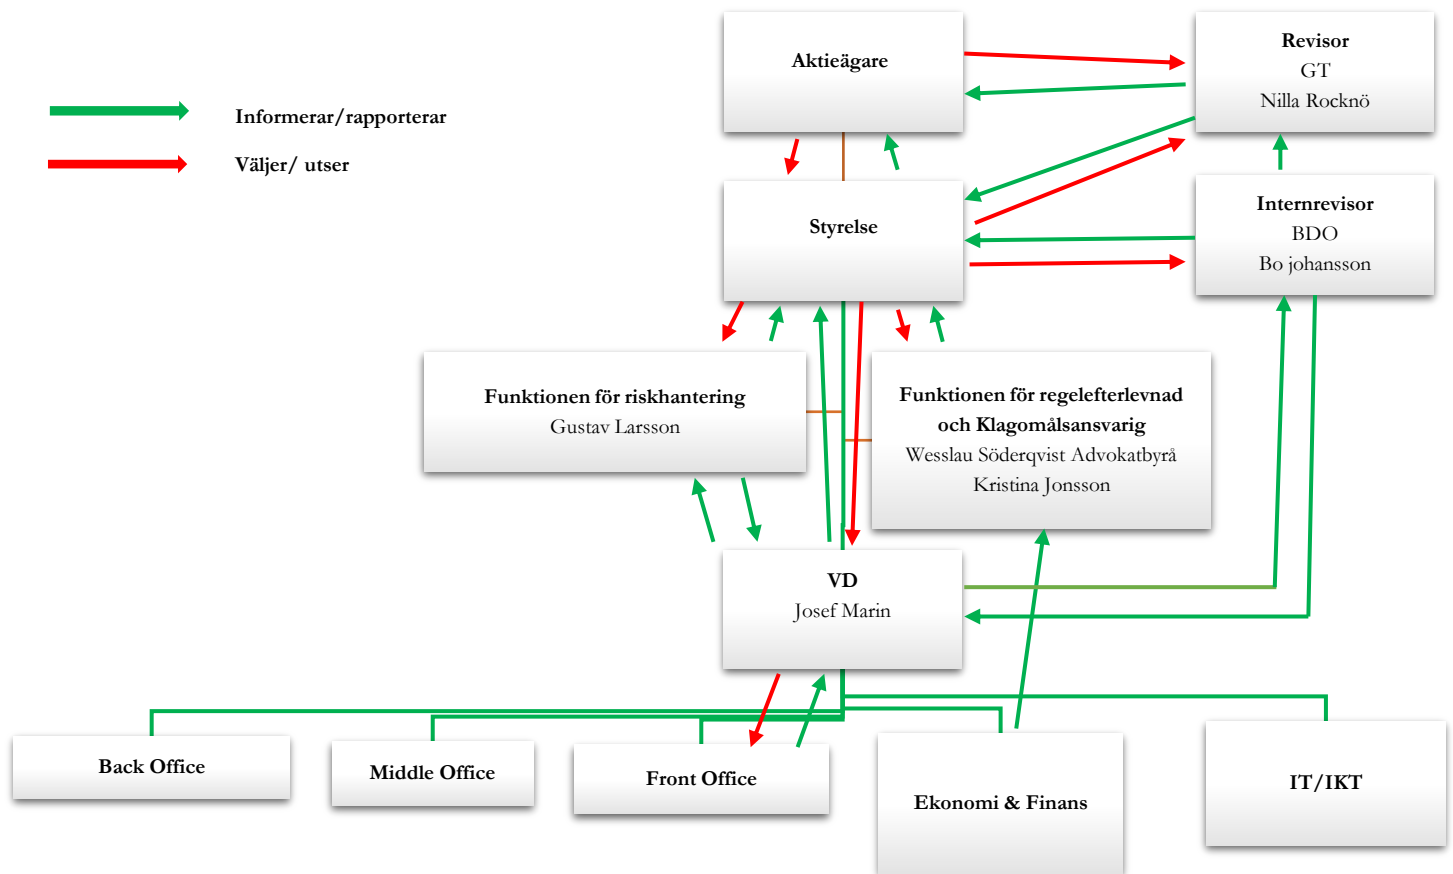 Aktieägare
Revisor
GT
Nilla Rocknö
Informerar/rapporterar
Väljer/ utser
Styrelse
Internrevisor
BDO
Bo johansson
Funktionen för riskhantering
Gustav Larsson
Funktionen för regelefterlevnad
och Klagomålsansvarig
Wesslau Söderqvist Advokatbyrå
Kristina Jonsson
VD
Josef Marin
Back Office
Middle Office
Front Office
Ekonomi & Finans
IT/IKT